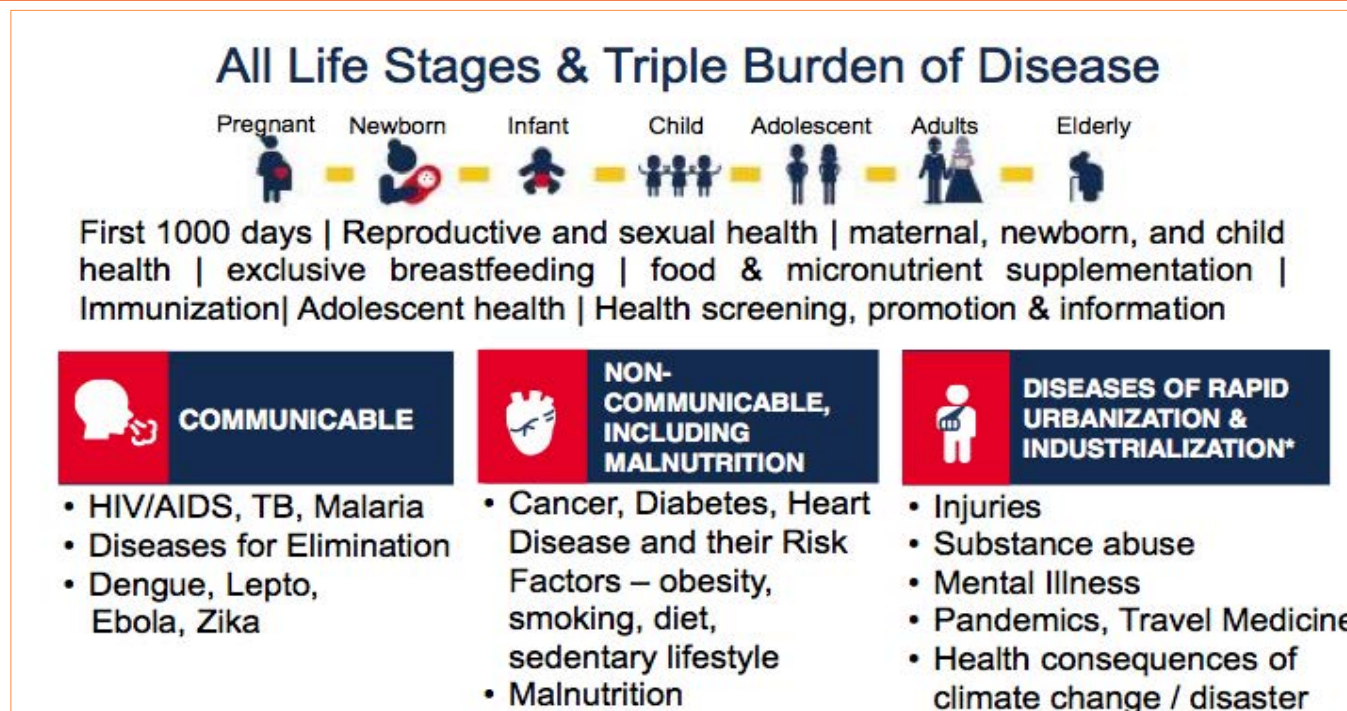 All Life Stages & Triple Burden of Disease
Pregnant Newborn Infant Child Adolescent Adults Elderly
First 1000 days | Reproductive and sexual health | maternal, newborn, and child
health | exclusive breastfeeding | food & micronutrient supplementation |
Immunization| Adolescent health | Health screening, promotion & information
COMMUNICABLE
• HIV/AIDS, TB, Malaria
• Diseases for Elimination
• Dengue, Lepto,
Ebola, Zika
NON-
COMMUNICABLE,
INCLUDING
MALNUTRITION
• Cancer, Diabetes, Heart
Disease and their Risk
Factors – obesity,
smoking, diet,
sedentary lifestyle
• Malnutrition
DISEASES OF RAPID
URBANIZATION &
INDUSTRIALIZATION*
• Injuries
• Substance abuse
• Mental Illness
• Pandemics, Travel Medicine
• Health consequences of
climate change / disaster